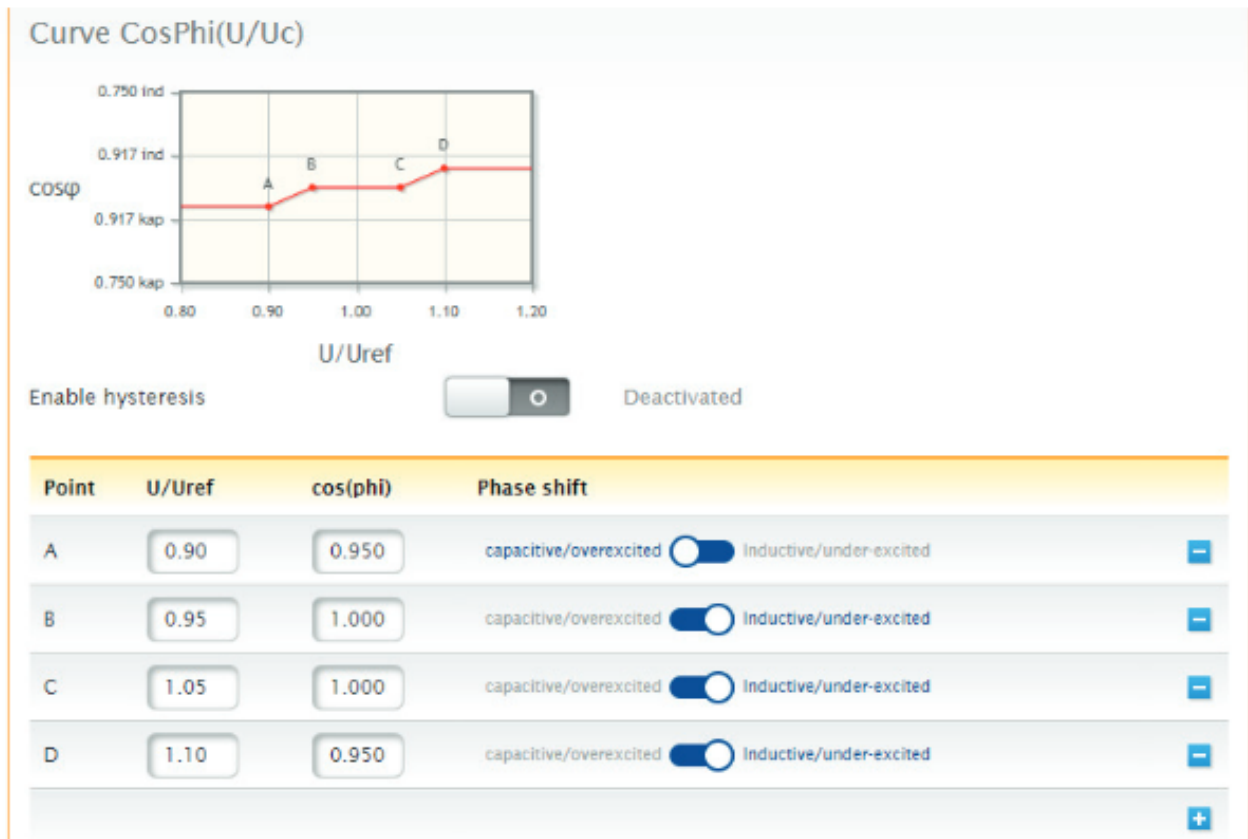 Curve CosPhi(U/Uc)
0.750 ind
0.917 ind
cosφ
0.917 kap
0.750 kap
A
B
C
D
0.80 0.90 1.00 1.10 1.20
U/Uref
Enable hysteresis Deactivated
Point U/Uref cos(phi) Phase shift
A 0.90 0.950 capacitive/overexcited Inductive/under-excited
B 0.95 1.000 capacitive/overexcited Inductive/under-excited
C 1.05 1.000 capacitive/overexcited Inductive/under-excited
D 1.10 0.950 capacitive/overexcited Inductive/under-excited